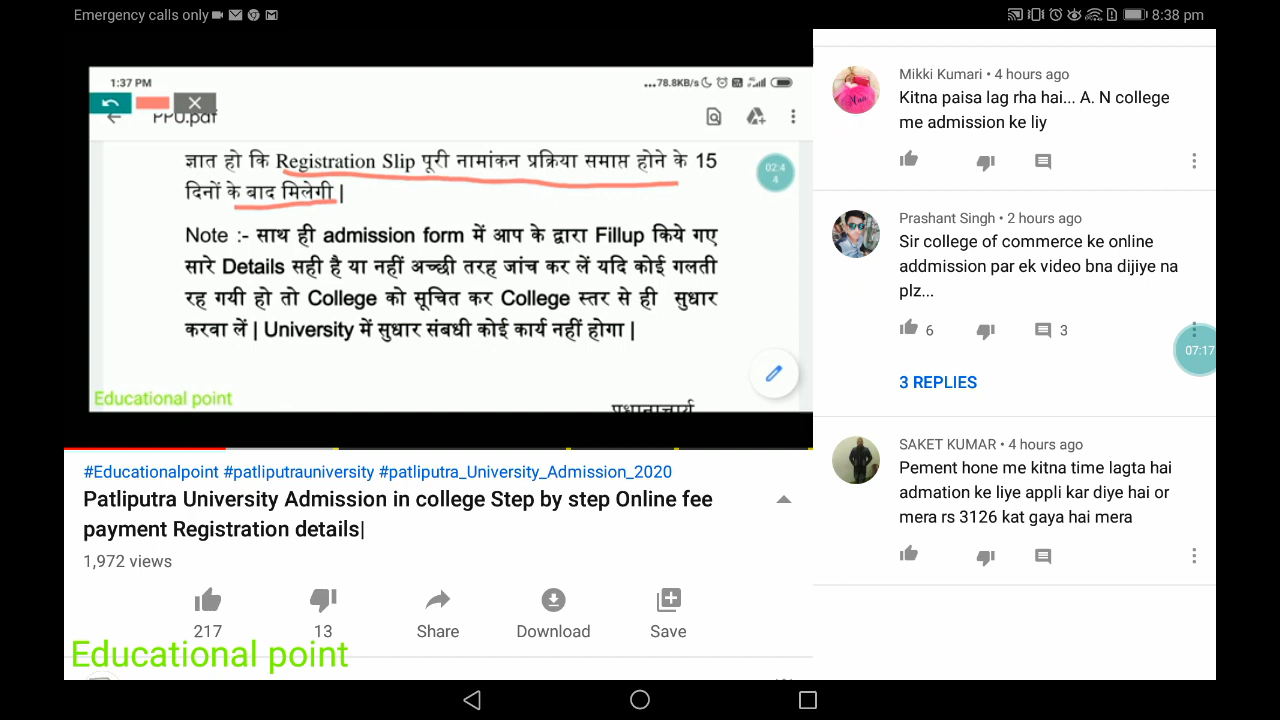 Emergency calls only
8:38 pm
1:37 PM
...78.8KB/s
PPU.pdf
ज्ञात हो कि Registration Slip पूरी नामांकन प्रक्रिया समाप्त होने के 15
दिनों के बाद मिलेगी |
02:4
4
Note :- साथ ही admission form में आप के द्वारा Fillup किये गए
सारे Details सही है या नहीं अच्छी तरह जांच कर लें यदि कोई गलती
रह गयी हो तो College को सूचित कर College स्तर से ही सुधार
करवा लें | University में सुधार संबधी कोई कार्य नहीं होगा |
Educational point
प्रधानाचार्य
#Educationalpoint #patliputrauniversity #patliputra_University_Admission_2020
Patliputra University Admission in college Step by step Online fee
payment Registration details|
1,972 views
217
13
Share
Download
Save
Educational point
Mikki Kumari • 4 hours ago
Kitna paisa lag rha hai... A. N college
me admission ke liy
Prashant Singh • 2 hours ago
Sir college of commerce ke online
addmission par ek video bna dijiye na
plz...
6
3
07:17
3 REPLIES
SAKET KUMAR • 4 hours ago
Pement hone me kitna time lagta hai
admation ke liye appli kar diye hai or
mera rs 3126 kat gaya hai mera